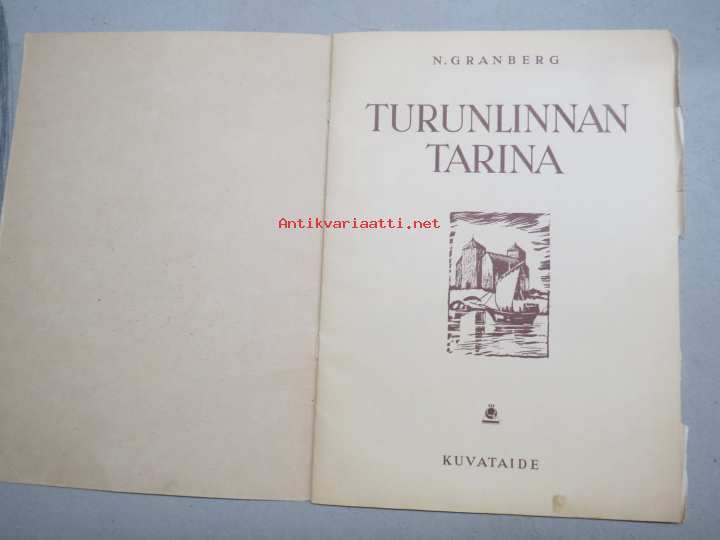 N. GRANBERG
TURUNLINNAN
TARINA
Antikvariaatti.net
KUVATAIDE